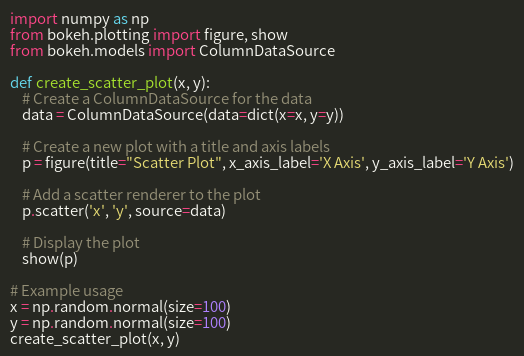 import numpy as np
from bokeh.plotting import figure, show
from bokeh.models import ColumnDataSource

def create_scatter_plot(x, y):
    # Create a ColumnDataSource for the data
    data = ColumnDataSource(data=dict(x=x, y=y))

    # Create a new plot with a title and axis labels
    p = figure(title="Scatter Plot", x_axis_label='X Axis', y_axis_label='Y Axis')

    # Add a scatter renderer to the plot
    p.scatter('x', 'y', source=data)

    # Display the plot
    show(p)

# Example usage
x = np.random.normal(size=100)
y = np.random.normal(size=100)
create_scatter_plot(x, y)